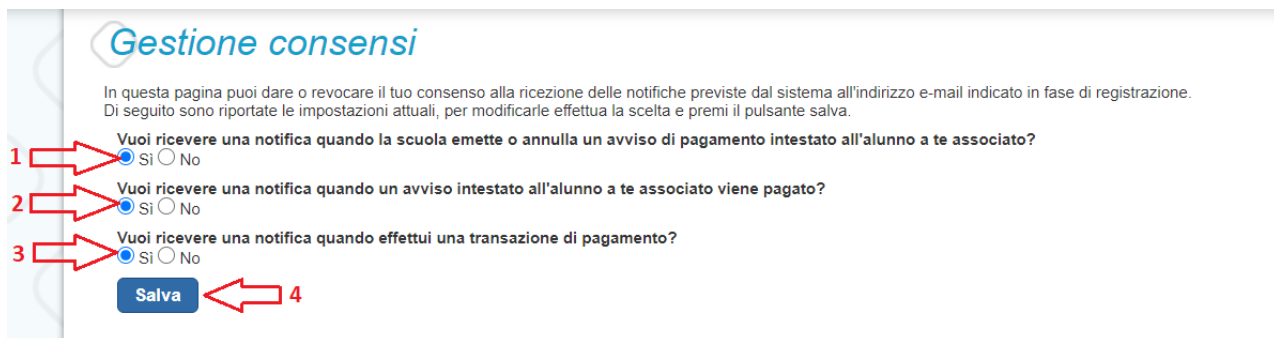 Gestione consensi
In questa pagina puoi dare o revocare il tuo consenso alla ricezione delle notifiche previste dal sistema all'indirizzo e-mail indicato in fase di registrazione.
Di seguito sono riportate le impostazioni attuali, per modificarle effettua la scelta e premi il pulsante salva.
Vuoi ricevere una notifica quando la scuola emette o annulla un avviso di pagamento intestato all'alunno a te associato?
1 Sì No
Vuoi ricevere una notifica quando un avviso intestato all'alunno a te associato viene pagato?
2 Sì No
Vuoi ricevere una notifica quando effettui una transazione di pagamento?
3 Sì No
Salva 4